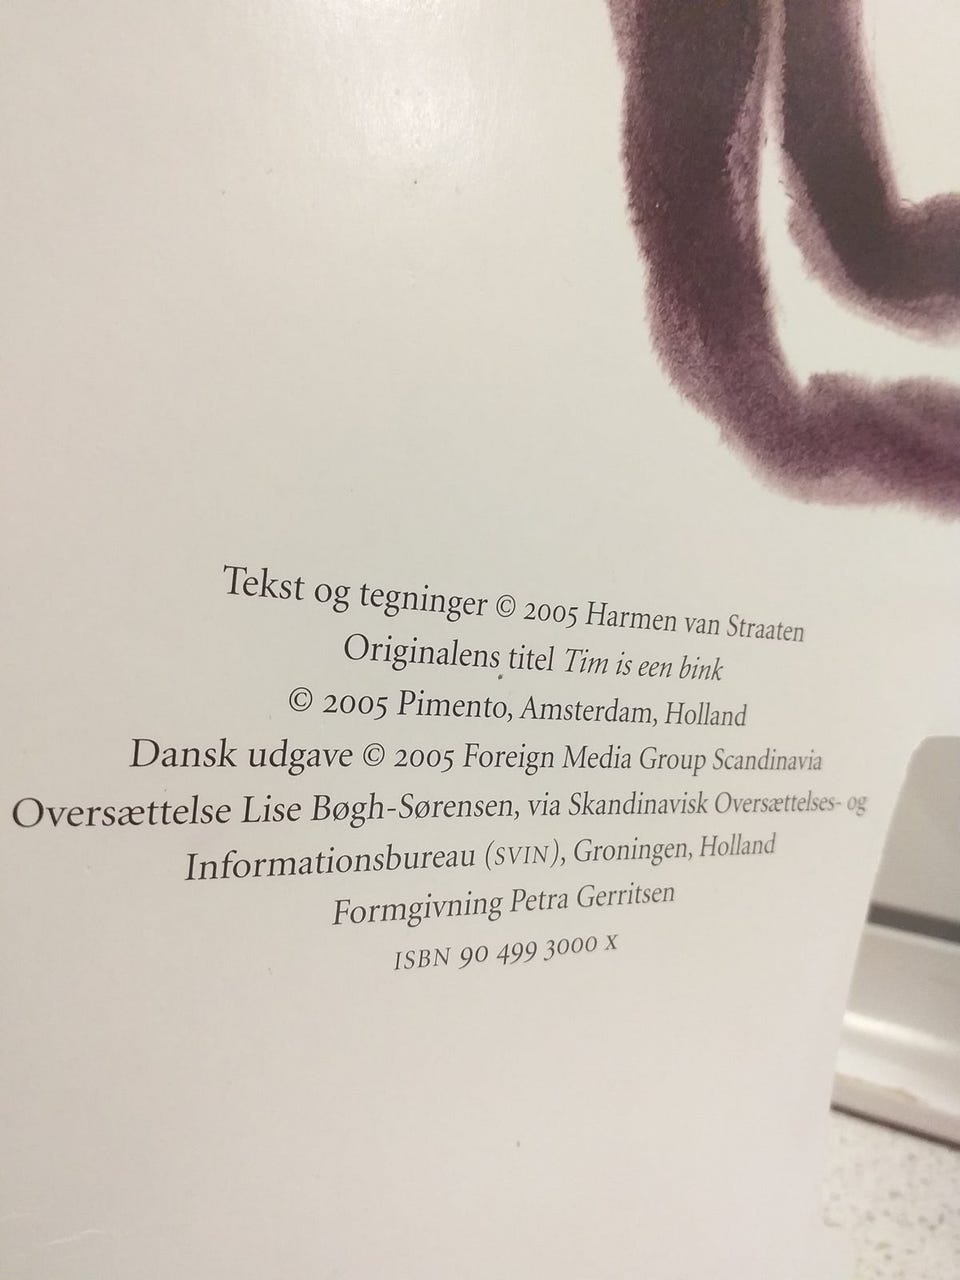 Tekst og tegninger © 2005 Harmen van Straaten
Originalens titel Tim is een bink
© 2005 Pimento, Amsterdam, Holland
Dansk udgave © 2005 Foreign Media Group Scandinavia
Oversættelse Lise Bøgh-Sørensen, via Skandinavisk Oversættelses- og
Informationsbureau (SVIN), Groningen, Holland
Formgivning Petra Gerritsen
ISBN 90 499 3000 X